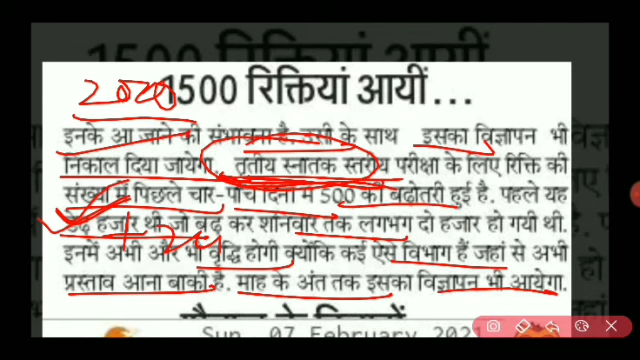 2020
1500 रिक्तियां आयीं...
इनके आ जाने की संभावना है. उसी के साथ इसका विज्ञापन भी
निकाल दिया जायेगा. तृतीय स्नातक स्तरीय परीक्षा के लिए रिक्ति की
संख्या में पिछले चार-पांच दिनों में 500 की बढ़ोतरी हुई है. पहले यह
डेढ़ हजार थी जो बढ़ कर शनिवार तक लगभग दो हजार हो गयी थी.
इनमें अभी और भी वृद्धि होगी क्योंकि कई ऐसे विभाग हैं जहां से अभी
प्रस्ताव आना बाकी है. माह के अंत तक इसका विज्ञापन भी आयेगा.
Sun, 07 February 2021